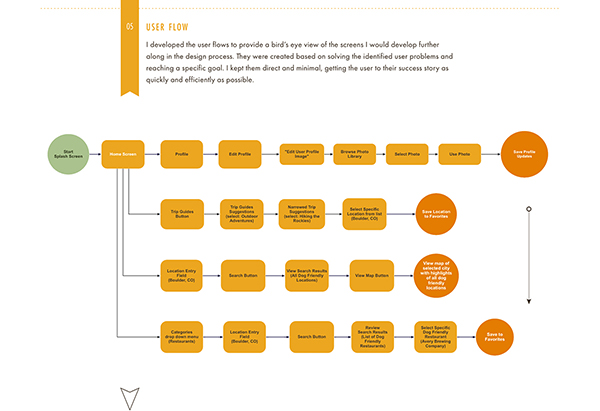 05
USER FLOW
I developed the user flows to provide a bird's eye view of the screens I would develop further
along in the design process. They were created based on solving the identified user problems and
reaching a specific goal. I kept them direct and minimal, getting the user to their success story as
quickly and efficiently as possible.
Start
Splash Screen
Home Screen
Profile
Edit Profile
"Edit User Profile
Image"
Browse Photo
Library
Select Photo
Use Photo
Save Profile
Updates
Trip Guides
Button
Trip Guides
Suggestions
(select: Outdoor
Adventures)
Narrowed Trip
Suggestions
(select: Hiking the
Rockies)
Select Specific
Location from list
(Boulder, CO)
Save Location
to Favorites
Location Entry
Field
(Boulder, CO)
Search Button
View Search Results
(All Dog Friendly
Locations)
View Map Button
View map of
selected city
with highlights
of all dog
friendly
locations
Categories
drop down menu
(Restaurants)
Location Entry
Field
(Boulder, CO)
Search Button
Review
Search Results
(List of Dog
Friendly
Restaurants)
Select Specific
Dog Friendly
Restaurant
(Avery Brewing
Company)
Save to
Favorites